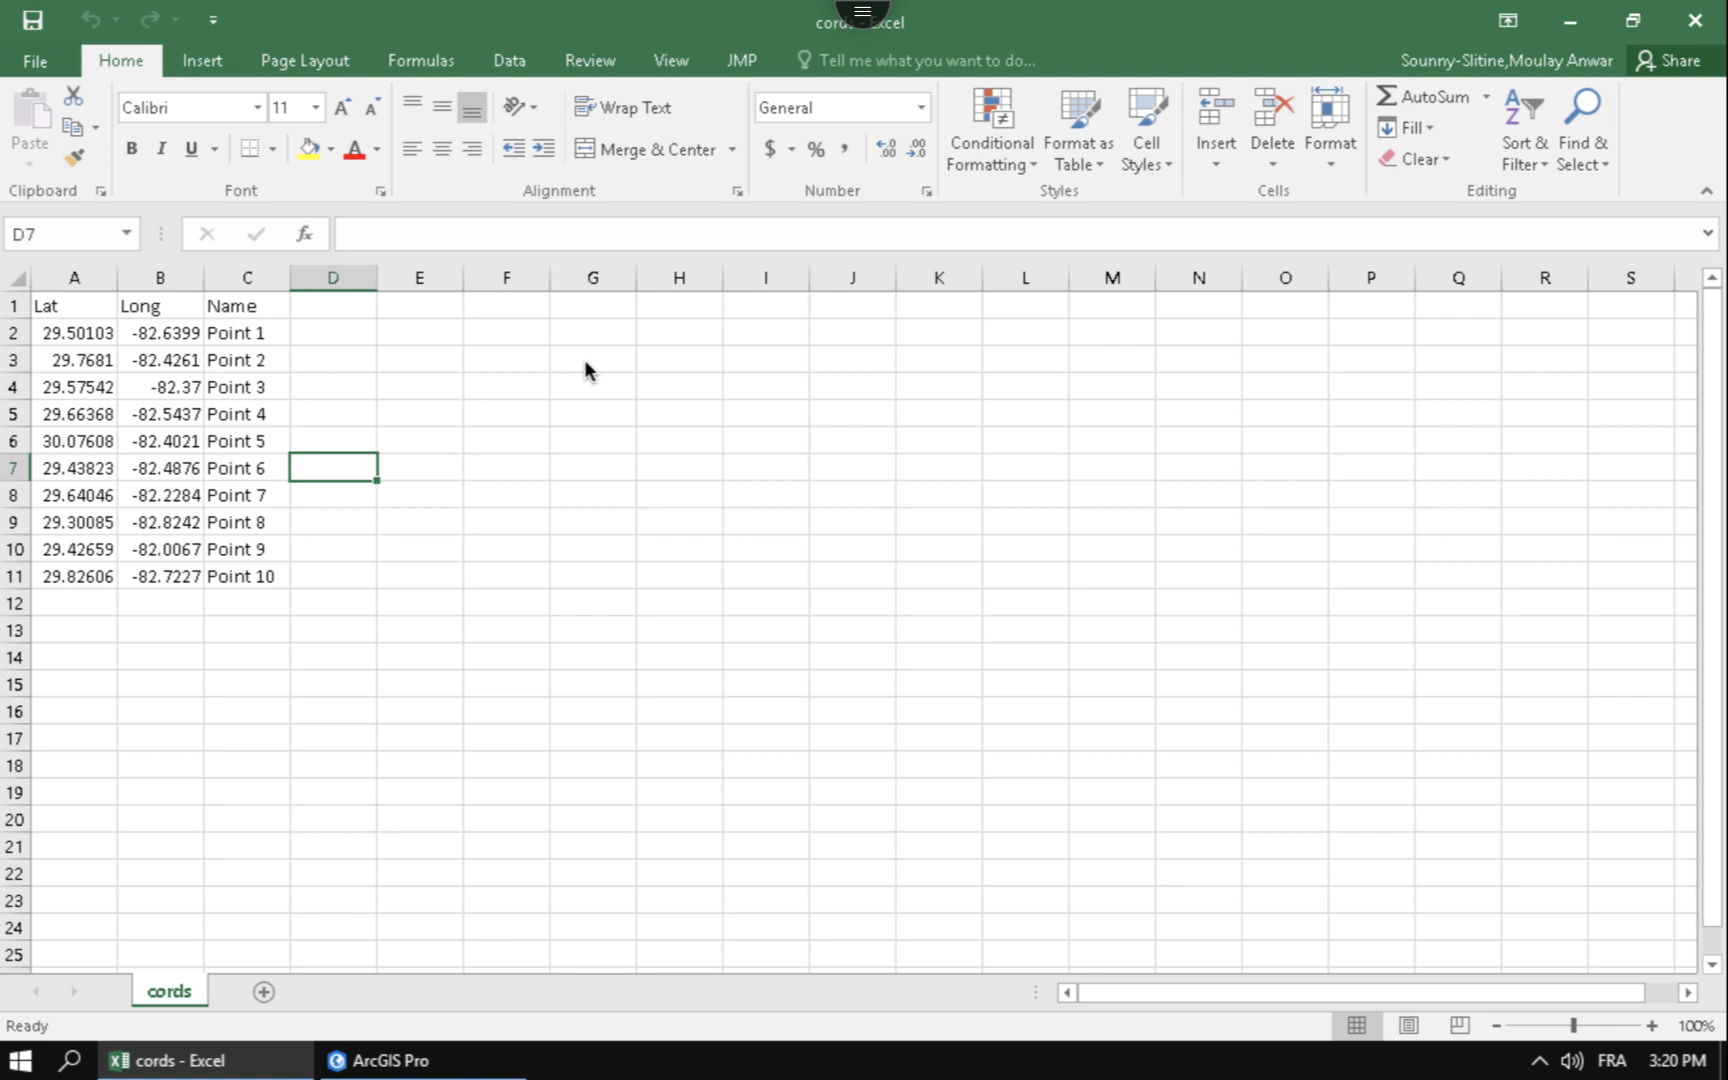 cords - Excel
File Home Insert Page Layout Formulas Data Review View JMP Tell me what you want to do... Sounny-Slitine,Moulay Anwar Share
Paste
Clipboard
Calibri 11
B I U
Font
Wrap Text
Merge & Center
Alignment
General
$ % ,
Number
Conditional Formatting
Format as Table
Cell Styles
Styles
Insert Delete Format
Cells
AutoSum
Fill
Clear
Sort & Filter
Find & Select
Editing
D7 fx
A B C D E F G H I J K L M N O P Q R S
1 Lat Long Name
2 29.50103 -82.6399 Point 1
3 29.7681 -82.4261 Point 2
4 29.57542 -82.37 Point 3
5 29.66368 -82.5437 Point 4
6 30.07608 -82.4021 Point 5
7 29.43823 -82.4876 Point 6
8 29.64046 -82.2284 Point 7
9 29.30085 -82.8242 Point 8
10 29.42659 -82.0067 Point 9
11 29.82606 -82.7227 Point 10
12
13
14
15
16
17
18
19
20
21
22
23
24
25
cords
Ready 100%
cords - Excel ArcGIS Pro FRA 3:20 PM